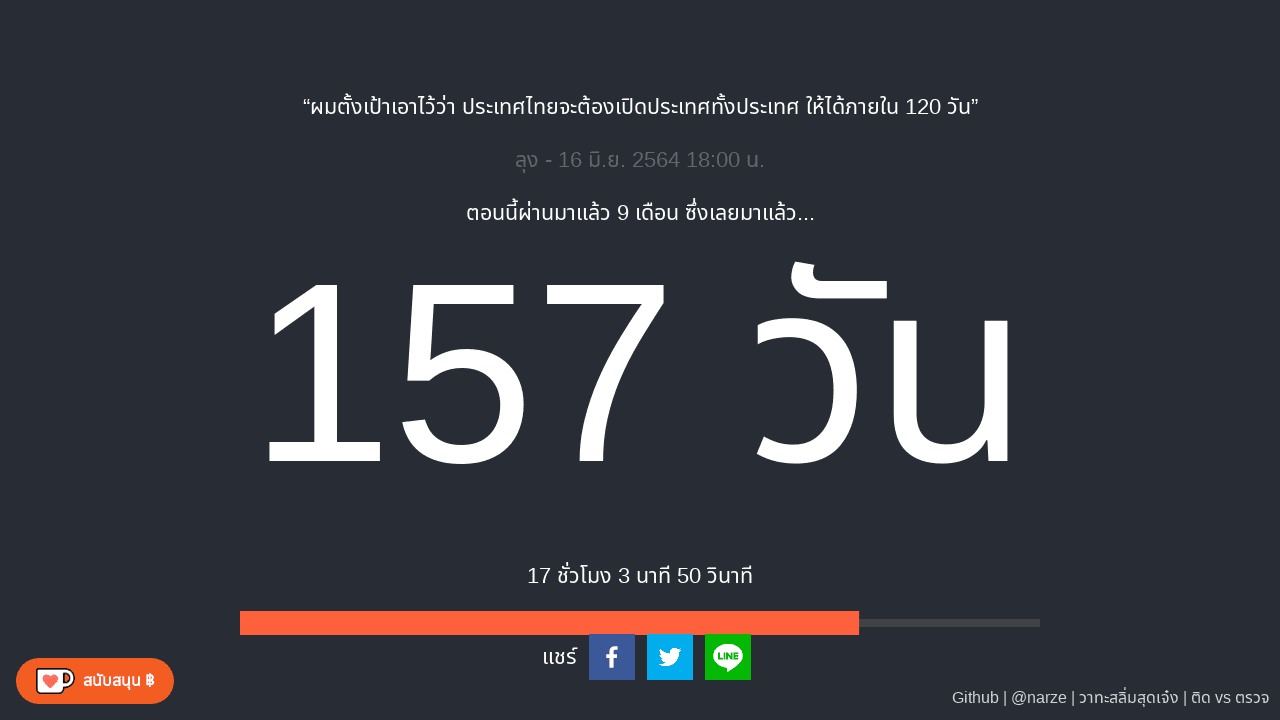 “ผมตั้งเป้าเอาไว้ว่า ประเทศไทยจะต้องเปิดประเทศทั้งประเทศ ให้ได้ภายใน 120 วัน”
ลุง - 16 มิ.ย. 2564 18:00 น.
ตอนนี้ผ่านมาแล้ว 9 เดือน ซึ่งเลยมาแล้ว...
157 วัน
17 ชั่วโมง 3 นาที 50 วินาที
แชร์
LINE
สนับสนุน ฿
Github | @narze | วาทะสลิ่มสุดเจ๋ง | ติด vs ตรวจ